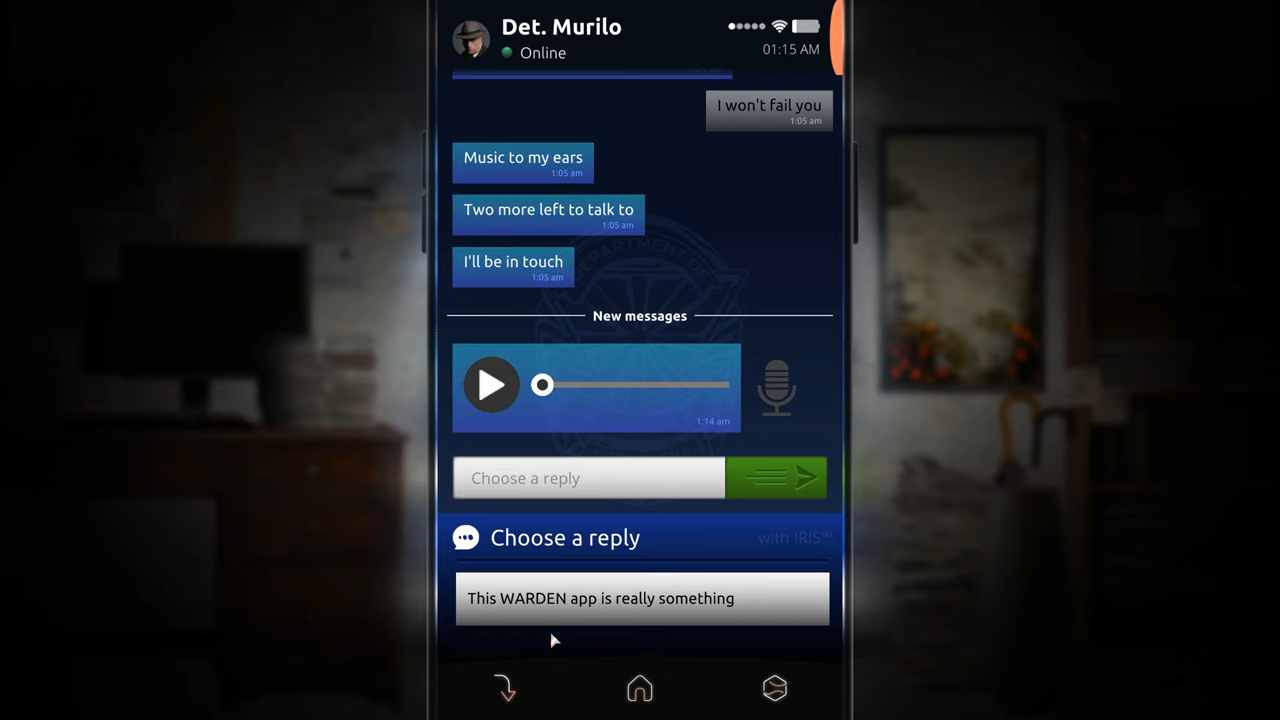 Det. Murilo
Online
01:15 AM
I won't fail you
1:05 am
Music to my ears
1:05 am
Two more left to talk to
1:05 am
I'll be in touch
1:05 am
New messages
1:14 am
Choose a reply
Choose a reply
with IRIS™
This WARDEN app is really something
DEPARTMENT OF